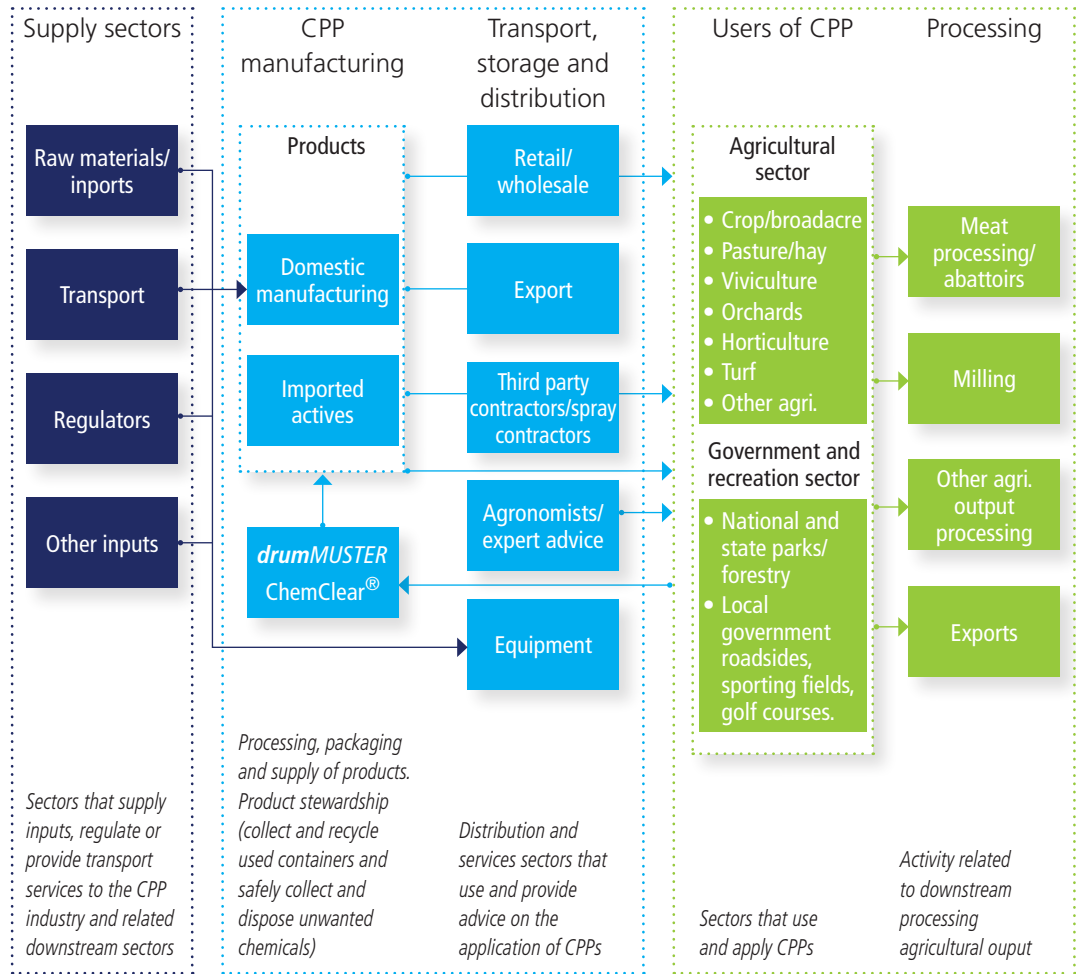 Supply sectors
Raw materials/
inports
Transport
Regulators
Other inputs
Sectors that supply
inputs, regulate or
provide transport
services to the CPP
industry and related
downstream sectors
CPP
manufacturing
Products
Domestic
manufacturing
Imported
actives
drumMUSTER
ChemClear®
Processing, packaging
and supply of products.
Product stewardship
(collect and recycle
used containers and
safely collect and
dispose unwanted
chemicals)
Transport,
storage and
distribution
Retail/
wholesale
Export
Third party
contractors/spray
contractors
Agronomists/
expert advice
Equipment
Distribution and
services sectors that
use and provide
advice on the
application of CPPs
Users of CPP
Agricultural
sector
• Crop/broadacre
• Pasture/hay
• Viviculture
• Orchards
• Horticulture
• Turf
• Other agri.
Government and
recreation sector
• National and
state parks/
forestry
• Local
government
roadsides,
sporting fields,
golf courses.
Sectors that use
and apply CPPs
Processing
Meat
processing/
abattoirs
Milling
Other agri.
output
processing
Exports
Activity related
to downstream
processing
agricultural ouput